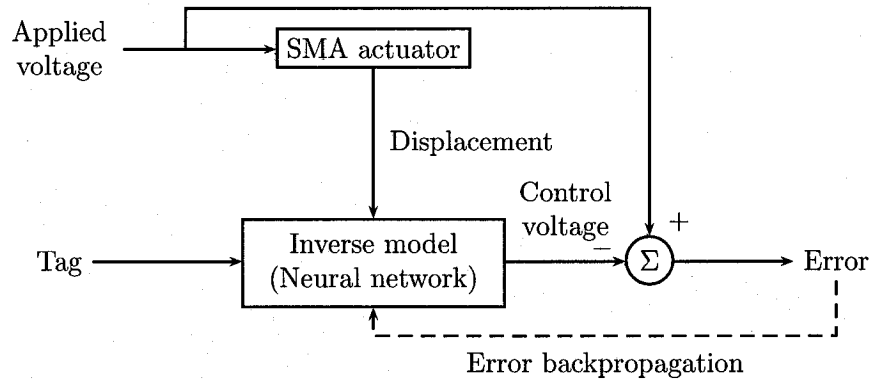 Applied
voltage
SMA actuator
Displacement
Control
voltage
+
−
Tag
Inverse model
(Neural network)
Σ
Error
Error backpropagation